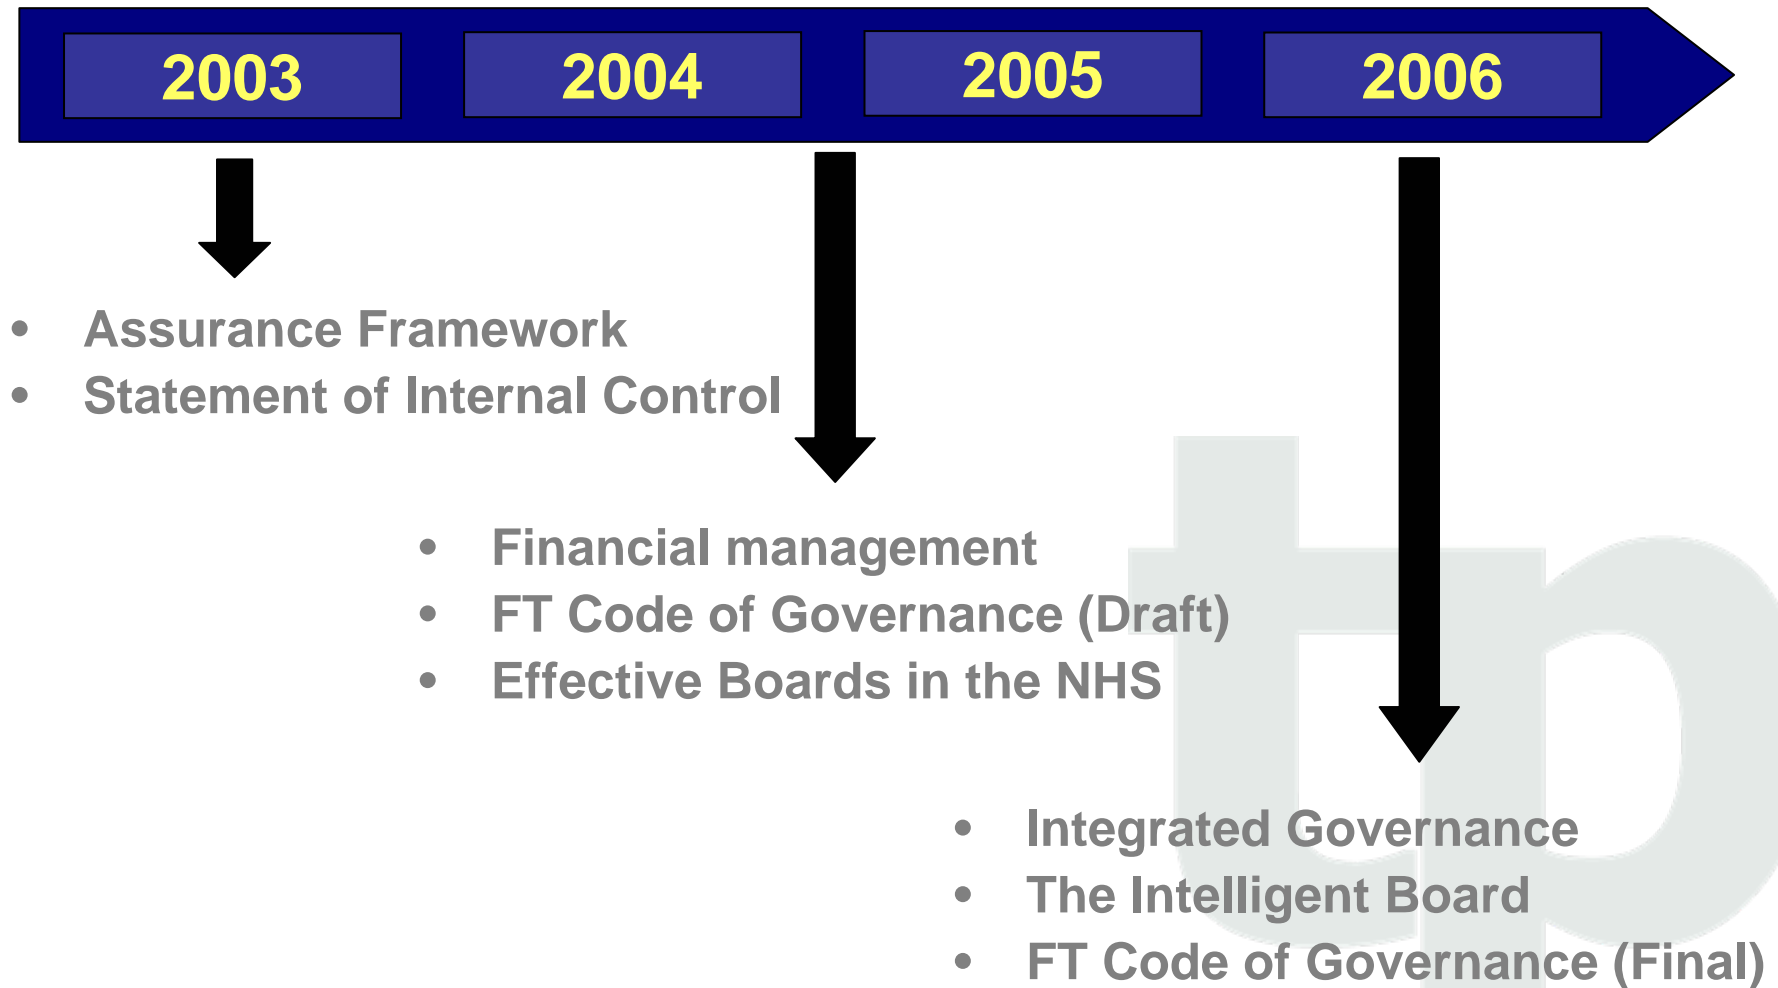 2003 2004 2005 2006
• Assurance Framework
• Statement of Internal Control
• Financial management
• FT Code of Governance (Draft)
• Effective Boards in the NHS
• Integrated Governance
• The Intelligent Board
• FT Code of Governance (Final)
tp